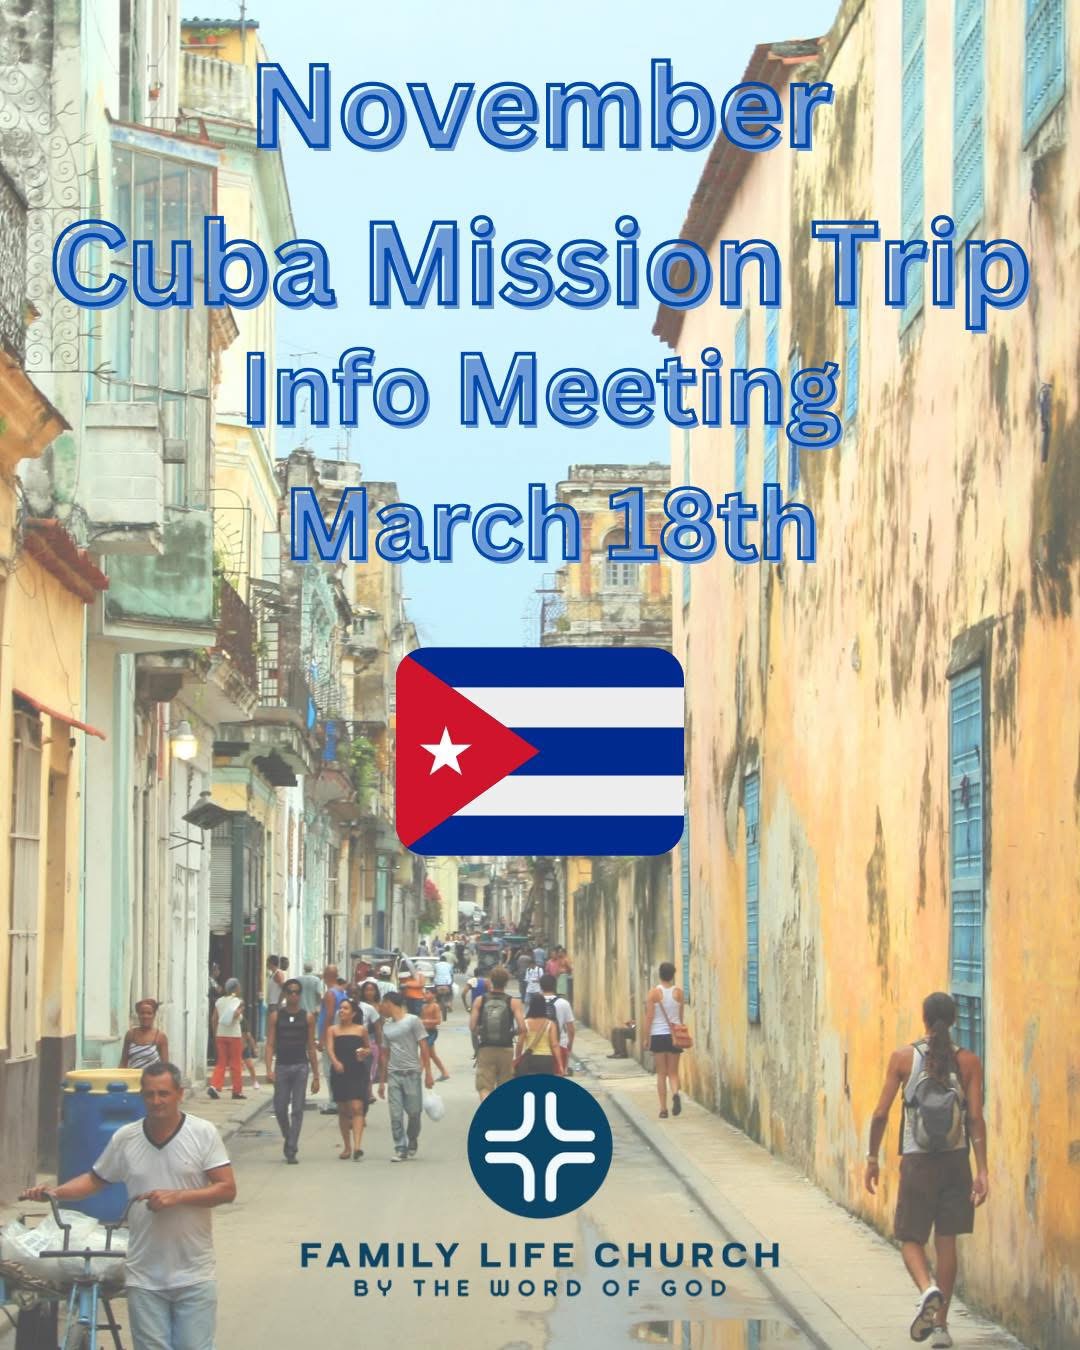 November
Cuba Mission Trip
Info Meeting
March 18th
FAMILY LIFE CHURCH
BY THE WORD OF GOD